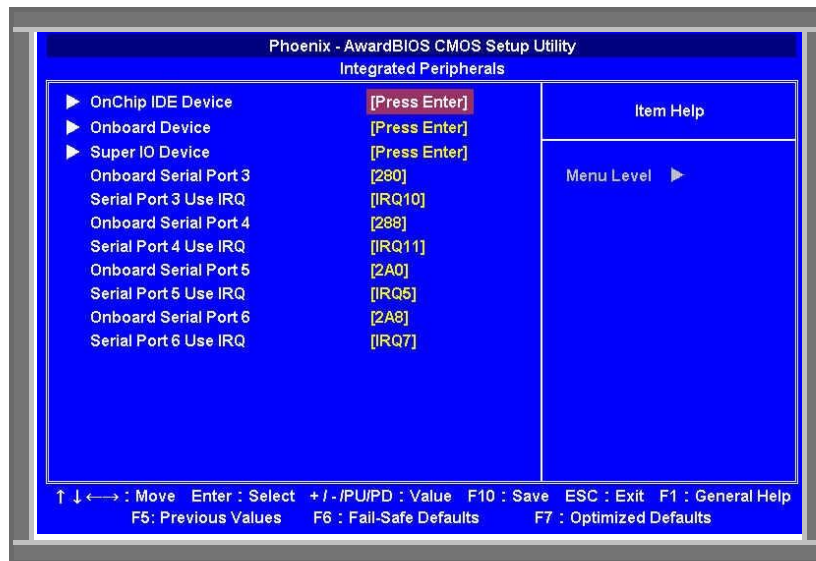 Phoenix - AwardBIOS CMOS Setup Utility
Integrated Peripherals
▶ OnChip IDE Device [Press Enter]
▶ Onboard Device [Press Enter]
▶ Super IO Device [Press Enter]
Onboard Serial Port 3 [280]
Serial Port 3 Use IRQ [IRQ10]
Onboard Serial Port 4 [288]
Serial Port 4 Use IRQ [IRQ11]
Onboard Serial Port 5 [2A0]
Serial Port 5 Use IRQ [IRQ5]
Onboard Serial Port 6 [2A8]
Serial Port 6 Use IRQ [IRQ7]
Item Help
Menu Level ▶
↑↓←→ : Move Enter : Select + / - /PU/PD : Value F10 : Save ESC : Exit F1 : General Help
F5: Previous Values F6 : Fail-Safe Defaults F7 : Optimized Defaults